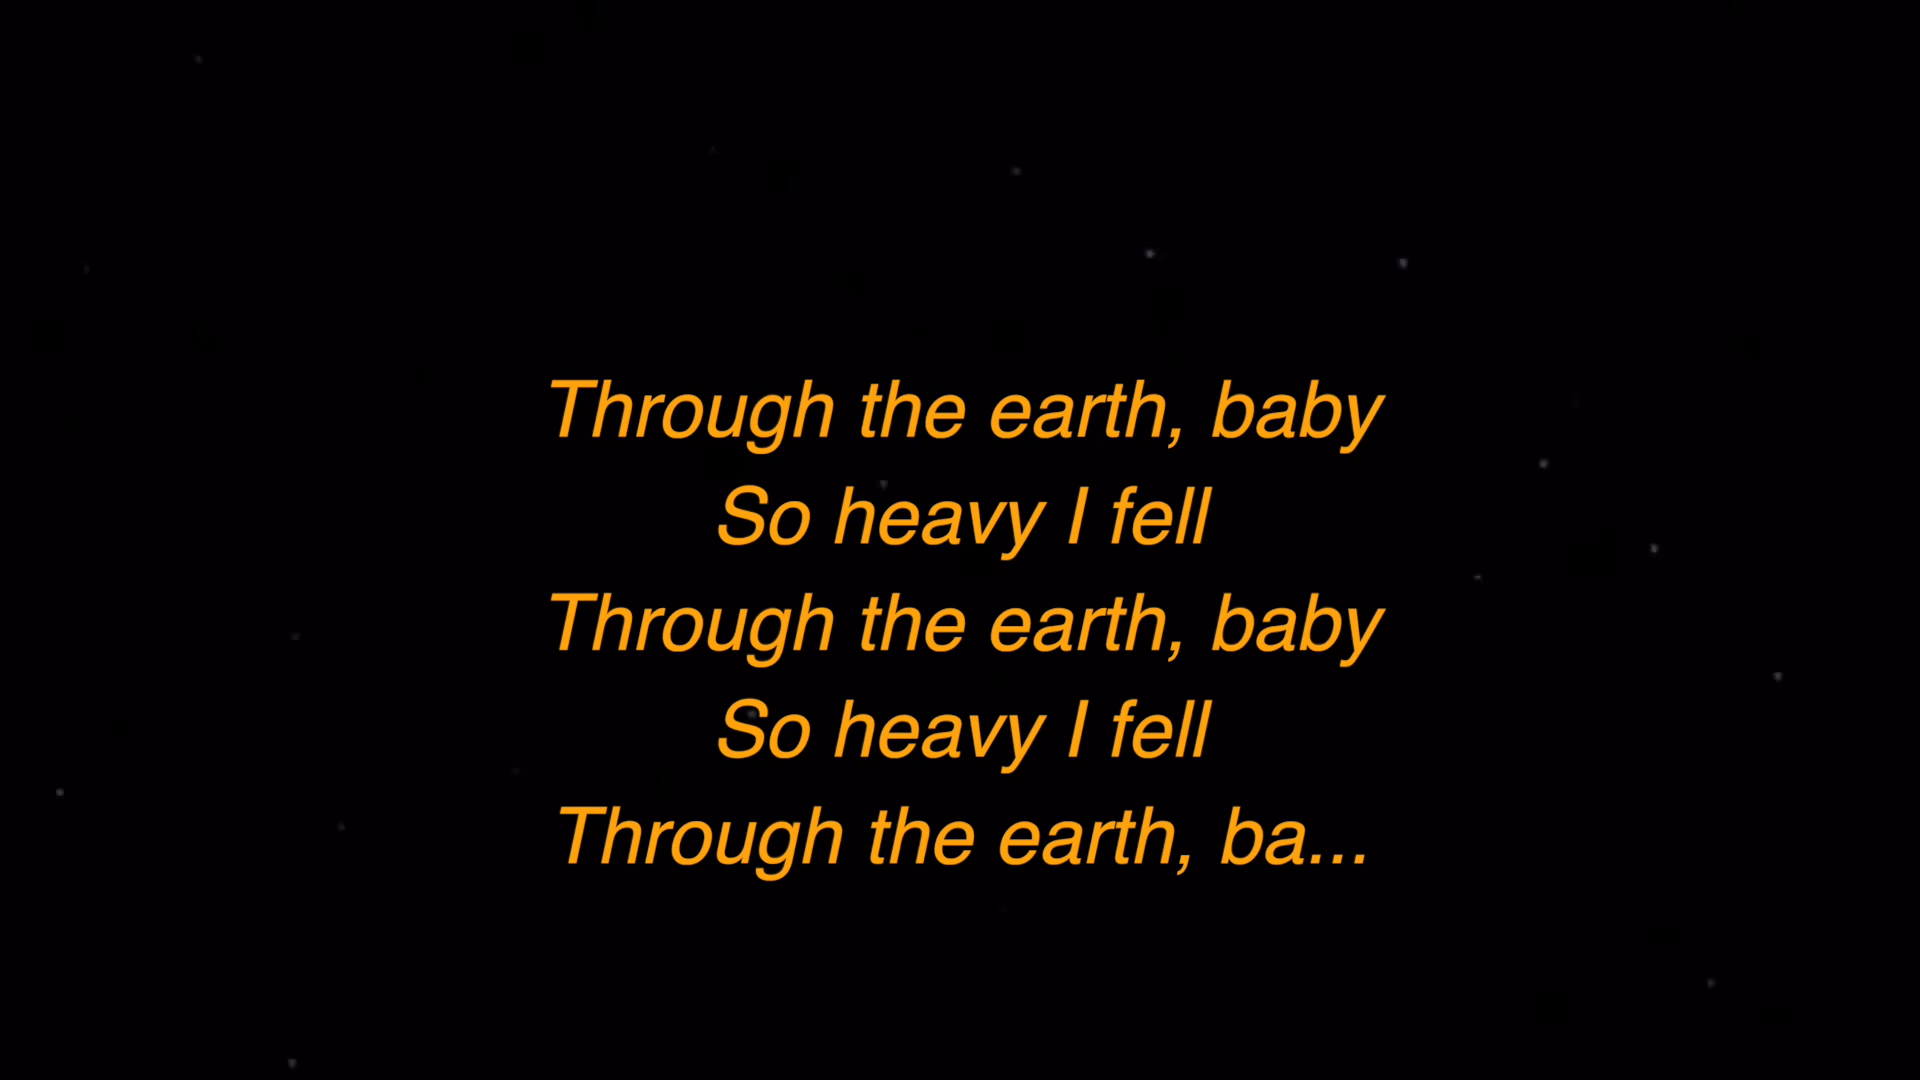 Through the earth, baby
So heavy I fell
Through the earth, baby
So heavy I fell
Through the earth, ba...